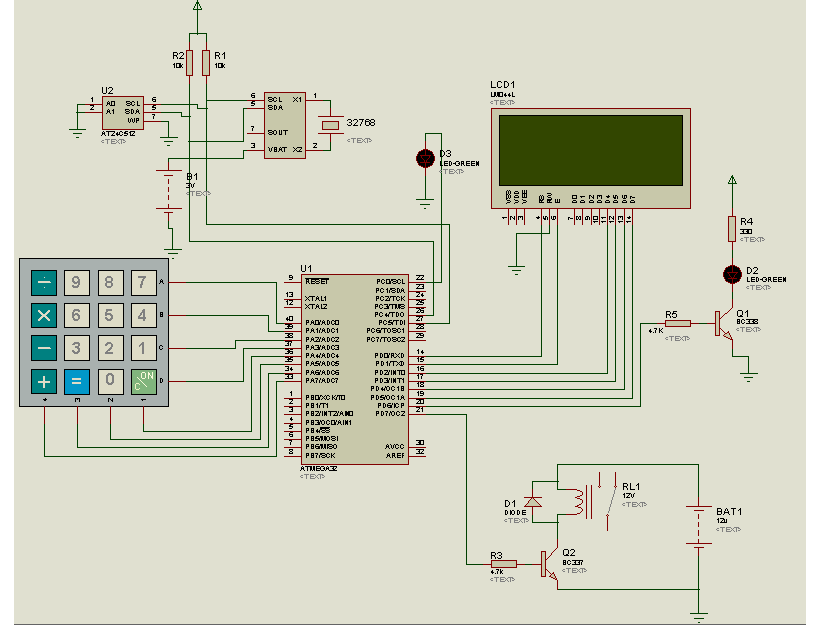 R2
10k
R1
10k
U2
1
2
A0
A1
SCL
SDA
WP
6
5
7
AT24C512
<TEXT>
6
5
7
3
SCL
SDA
SOUT
VBAT
X1
X2
1
2
32768
<TEXT>
B1
3V
<TEXT>
D3
LED-GREEN
<TEXT>
LCD1
LM044L
<TEXT>
VSS
VDD
VEE
RS
RW
E
D0
D1
D2
D3
D4
D5
D6
D7
1
2
3
4
5
6
7
8
9
10
11
12
13
14
R4
330
<TEXT>
D2
LED-GREEN
<TEXT>
Q1
BC338
<TEXT>
R5
4.7K
<TEXT>
÷ 9 8 7 A
× 6 5 4 B
− 3 2 1 C
+ = 0 ON/C D
4 3 2 1
U1
9 RESET
13 XTAL1
12 XTAL2
40 PA0/ADC0
39 PA1/ADC1
38 PA2/ADC2
37 PA3/ADC3
36 PA4/ADC4
35 PA5/ADC5
34 PA6/ADC6
33 PA7/ADC7
1 PB0/XCK/T0
2 PB1/T1
3 PB2/INT2/AIN0
4 PB3/OC0/AIN1
5 PB4/SS
6 PB5/MOSI
7 PB6/MISO
8 PB7/SCK
PC0/SCL 22
PC1/SDA 23
PC2/TCK 24
PC3/TMS 25
PC4/TDO 26
PC5/TDI 27
PC6/TOSC1 28
PC7/TOSC2 29
PD0/RXD 14
PD1/TXD 15
PD2/INT0 16
PD3/INT1 17
PD4/OC1B 18
PD5/OC1A 19
PD6/ICP 20
PD7/OC2 21
AVCC 30
AREF 32
ATMEGA32
<TEXT>
D1
DIODE
<TEXT>
RL1
12V
<TEXT>
BAT1
12v
<TEXT>
R3
4.7k
<TEXT>
Q2
BC337
<TEXT>